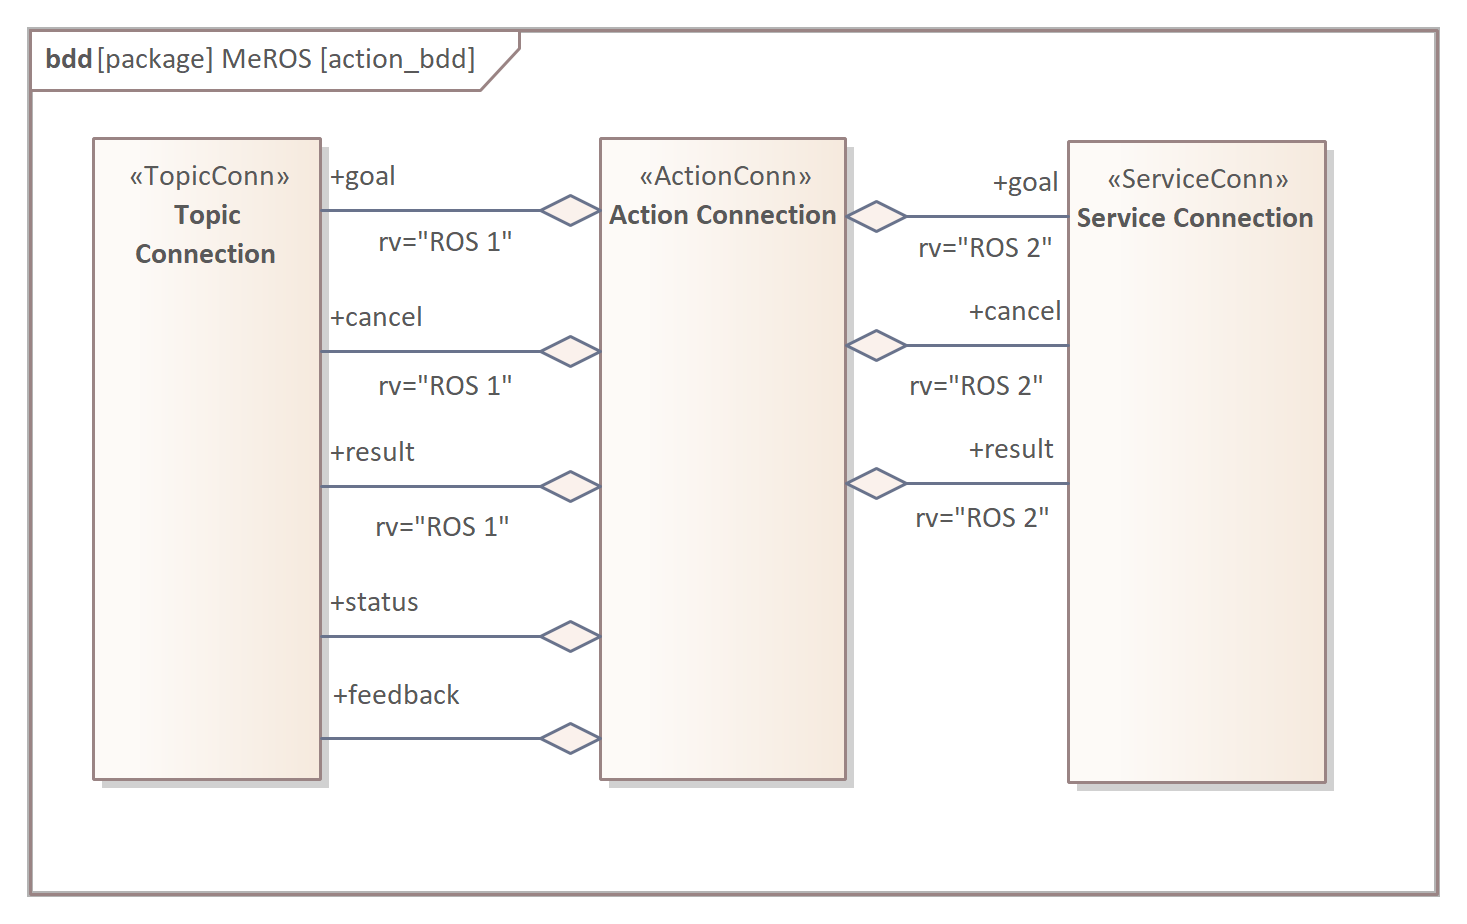 bdd [package] MeROS [action_bdd]
«TopicConn»
Topic
Connection
+goal
rv="ROS 1"
+cancel
rv="ROS 1"
+result
rv="ROS 1"
+status
+feedback
«ActionConn»
Action Connection
+goal
rv="ROS 2"
+cancel
rv="ROS 2"
+result
rv="ROS 2"
«ServiceConn»
Service Connection